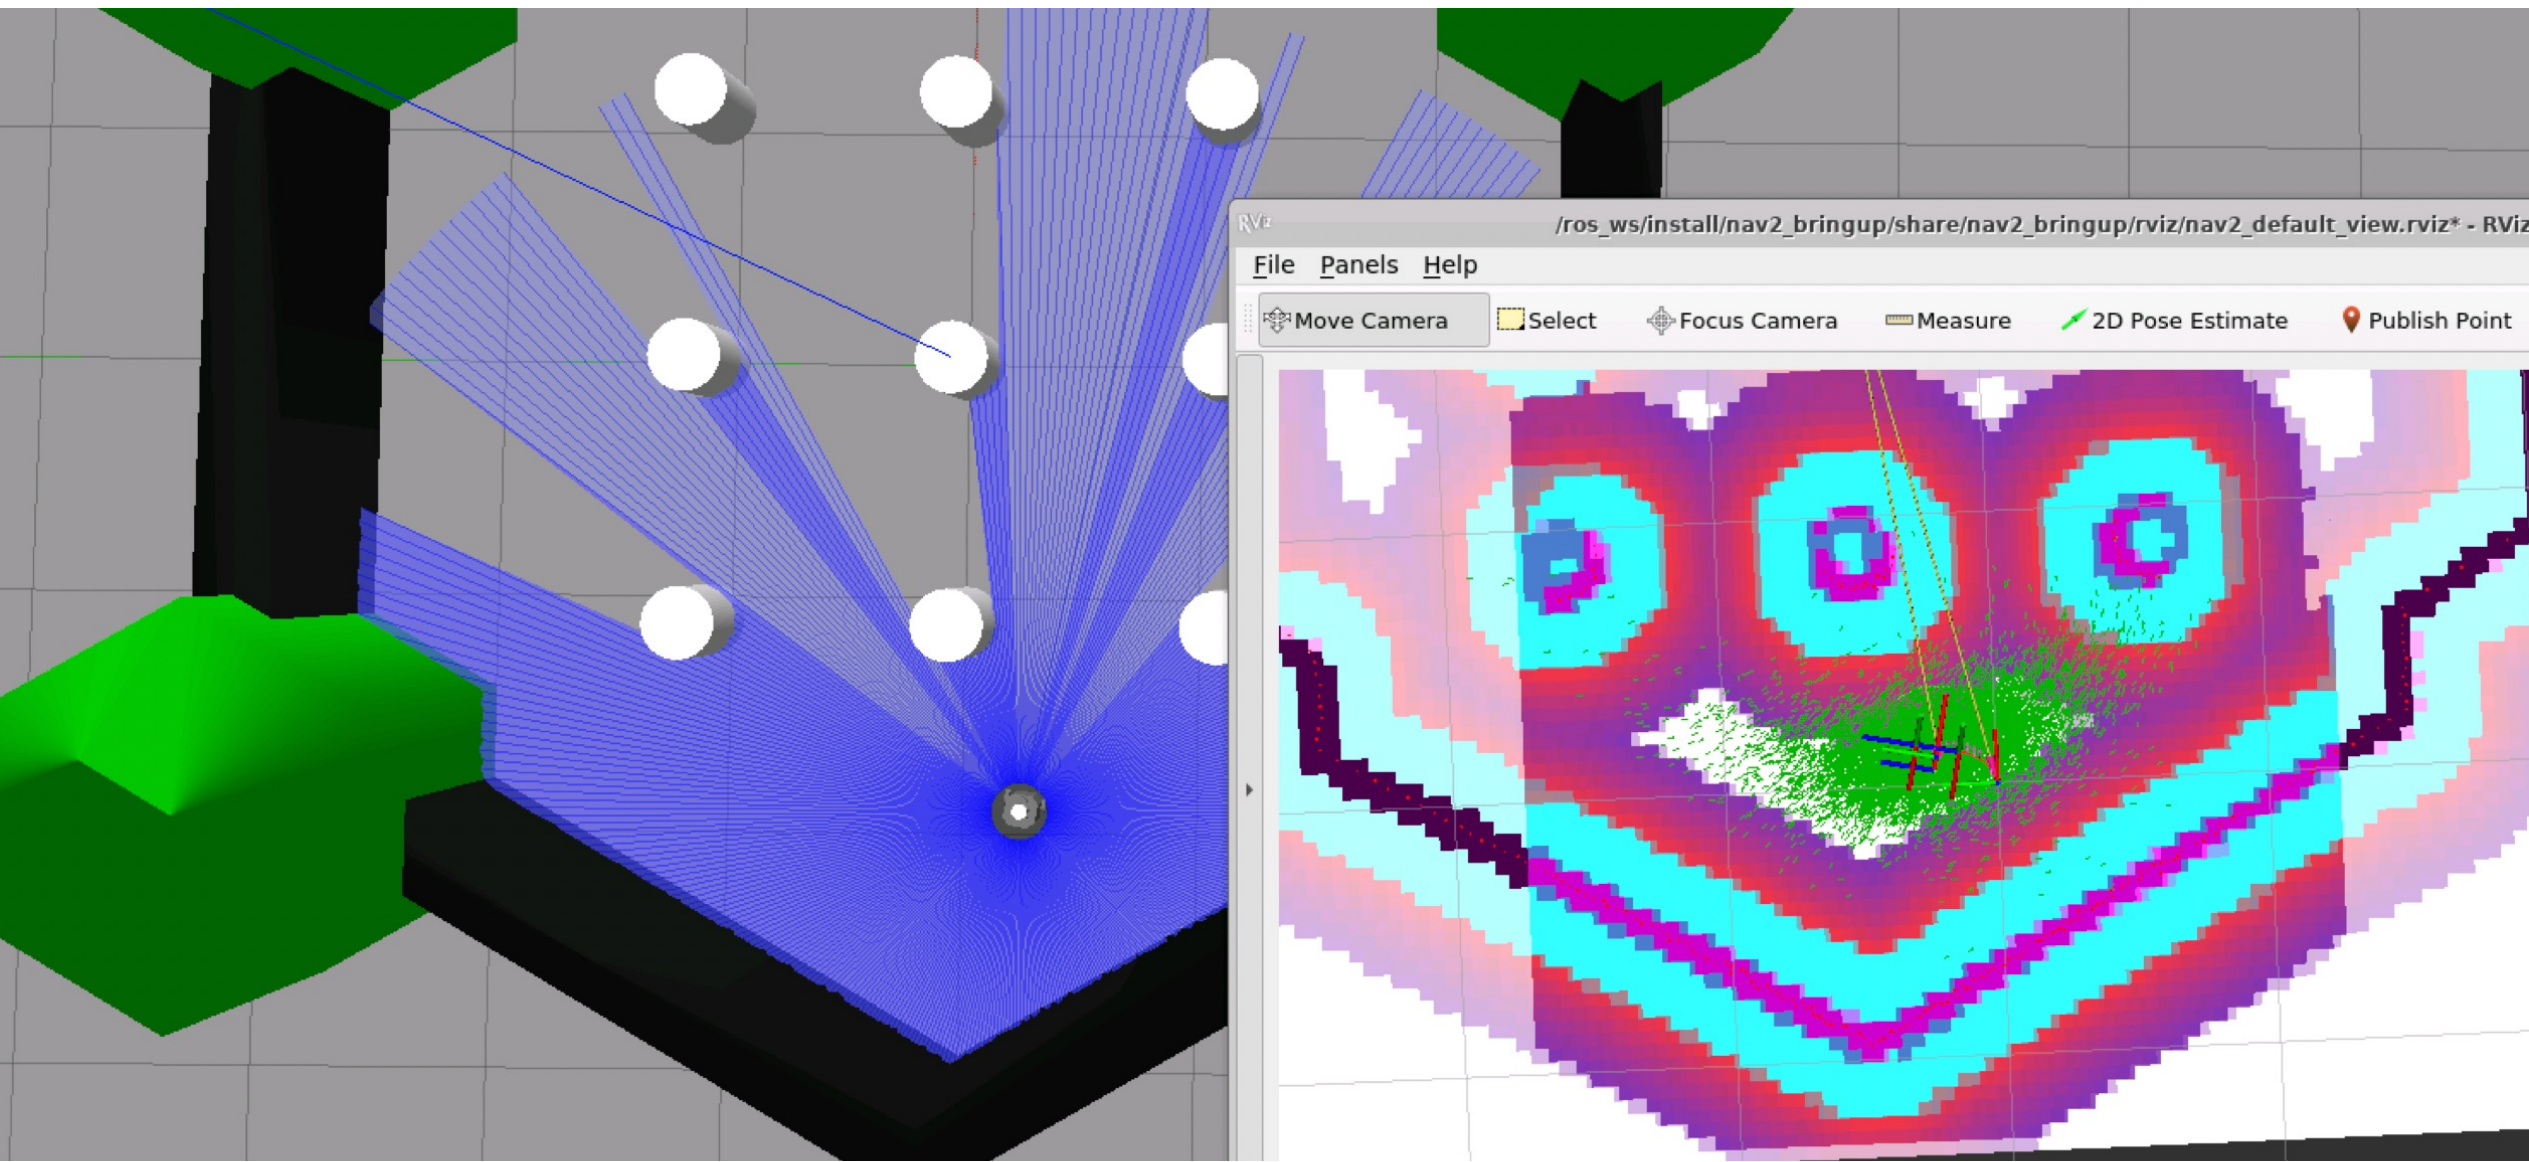 RViz
/ros_ws/install/nav2_bringup/share/nav2_bringup/rviz/nav2_default_view.rviz* - RViz
File Panels Help
Move Camera Select Focus Camera Measure 2D Pose Estimate Publish Point